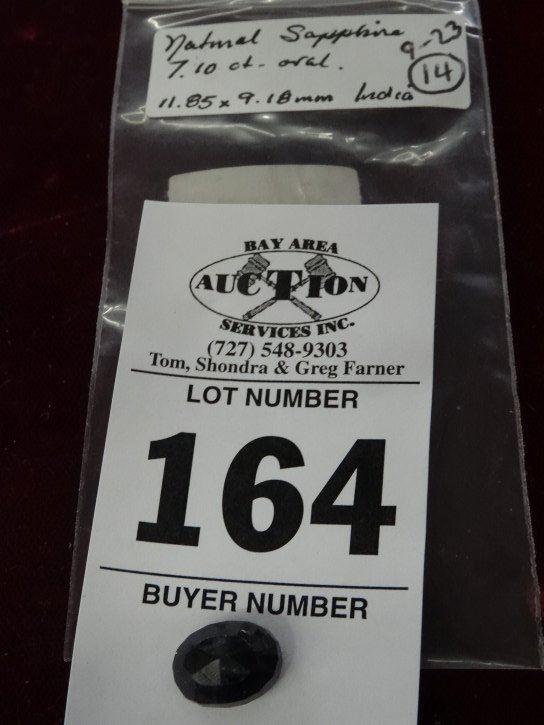 Natural Sapphire
9-23
7.10 ct. oval.
14
11.85 x 9.18mm India
BAY AREA
AUCTION
SERVICES INC.
(727) 548-9303
Tom, Shondra & Greg Farner
LOT NUMBER
164
BUYER NUMBER